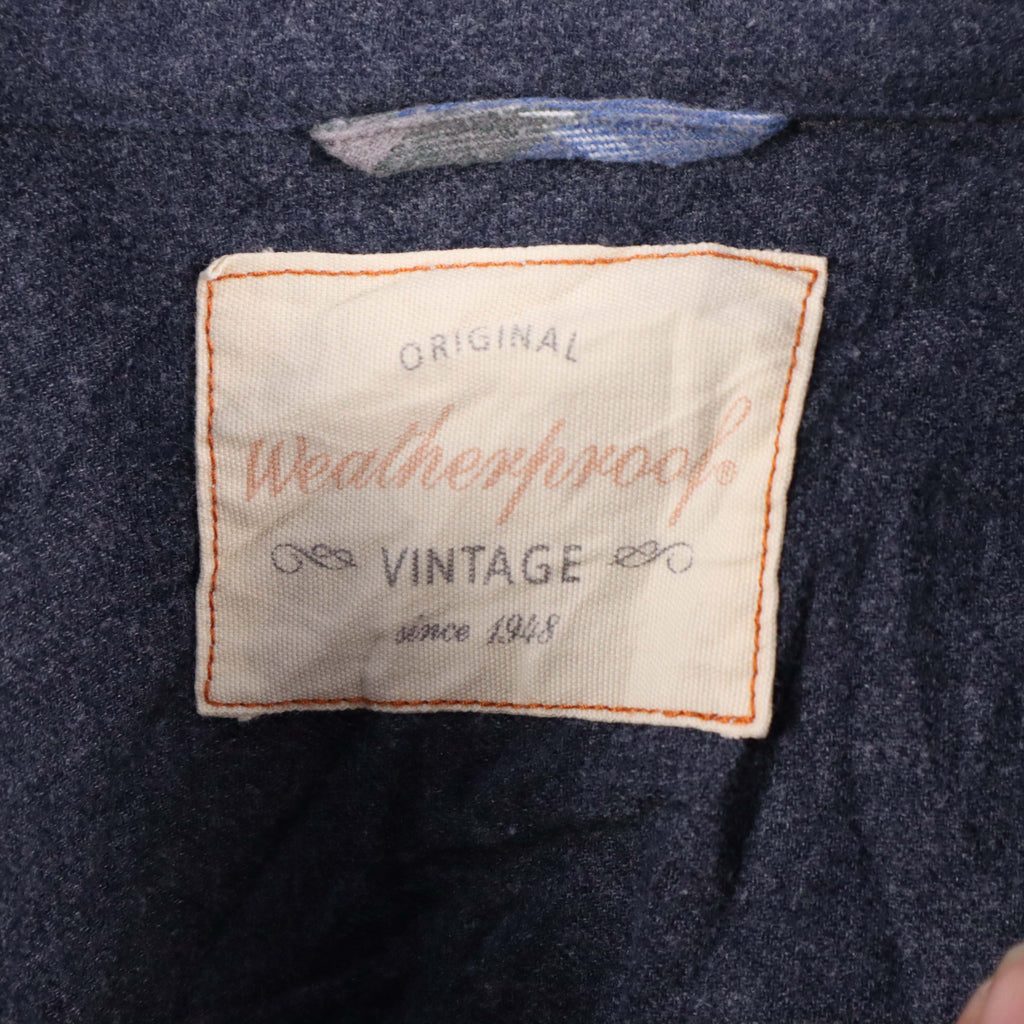 ORIGINAL
Weatherproof®
VINTAGE
since 1948